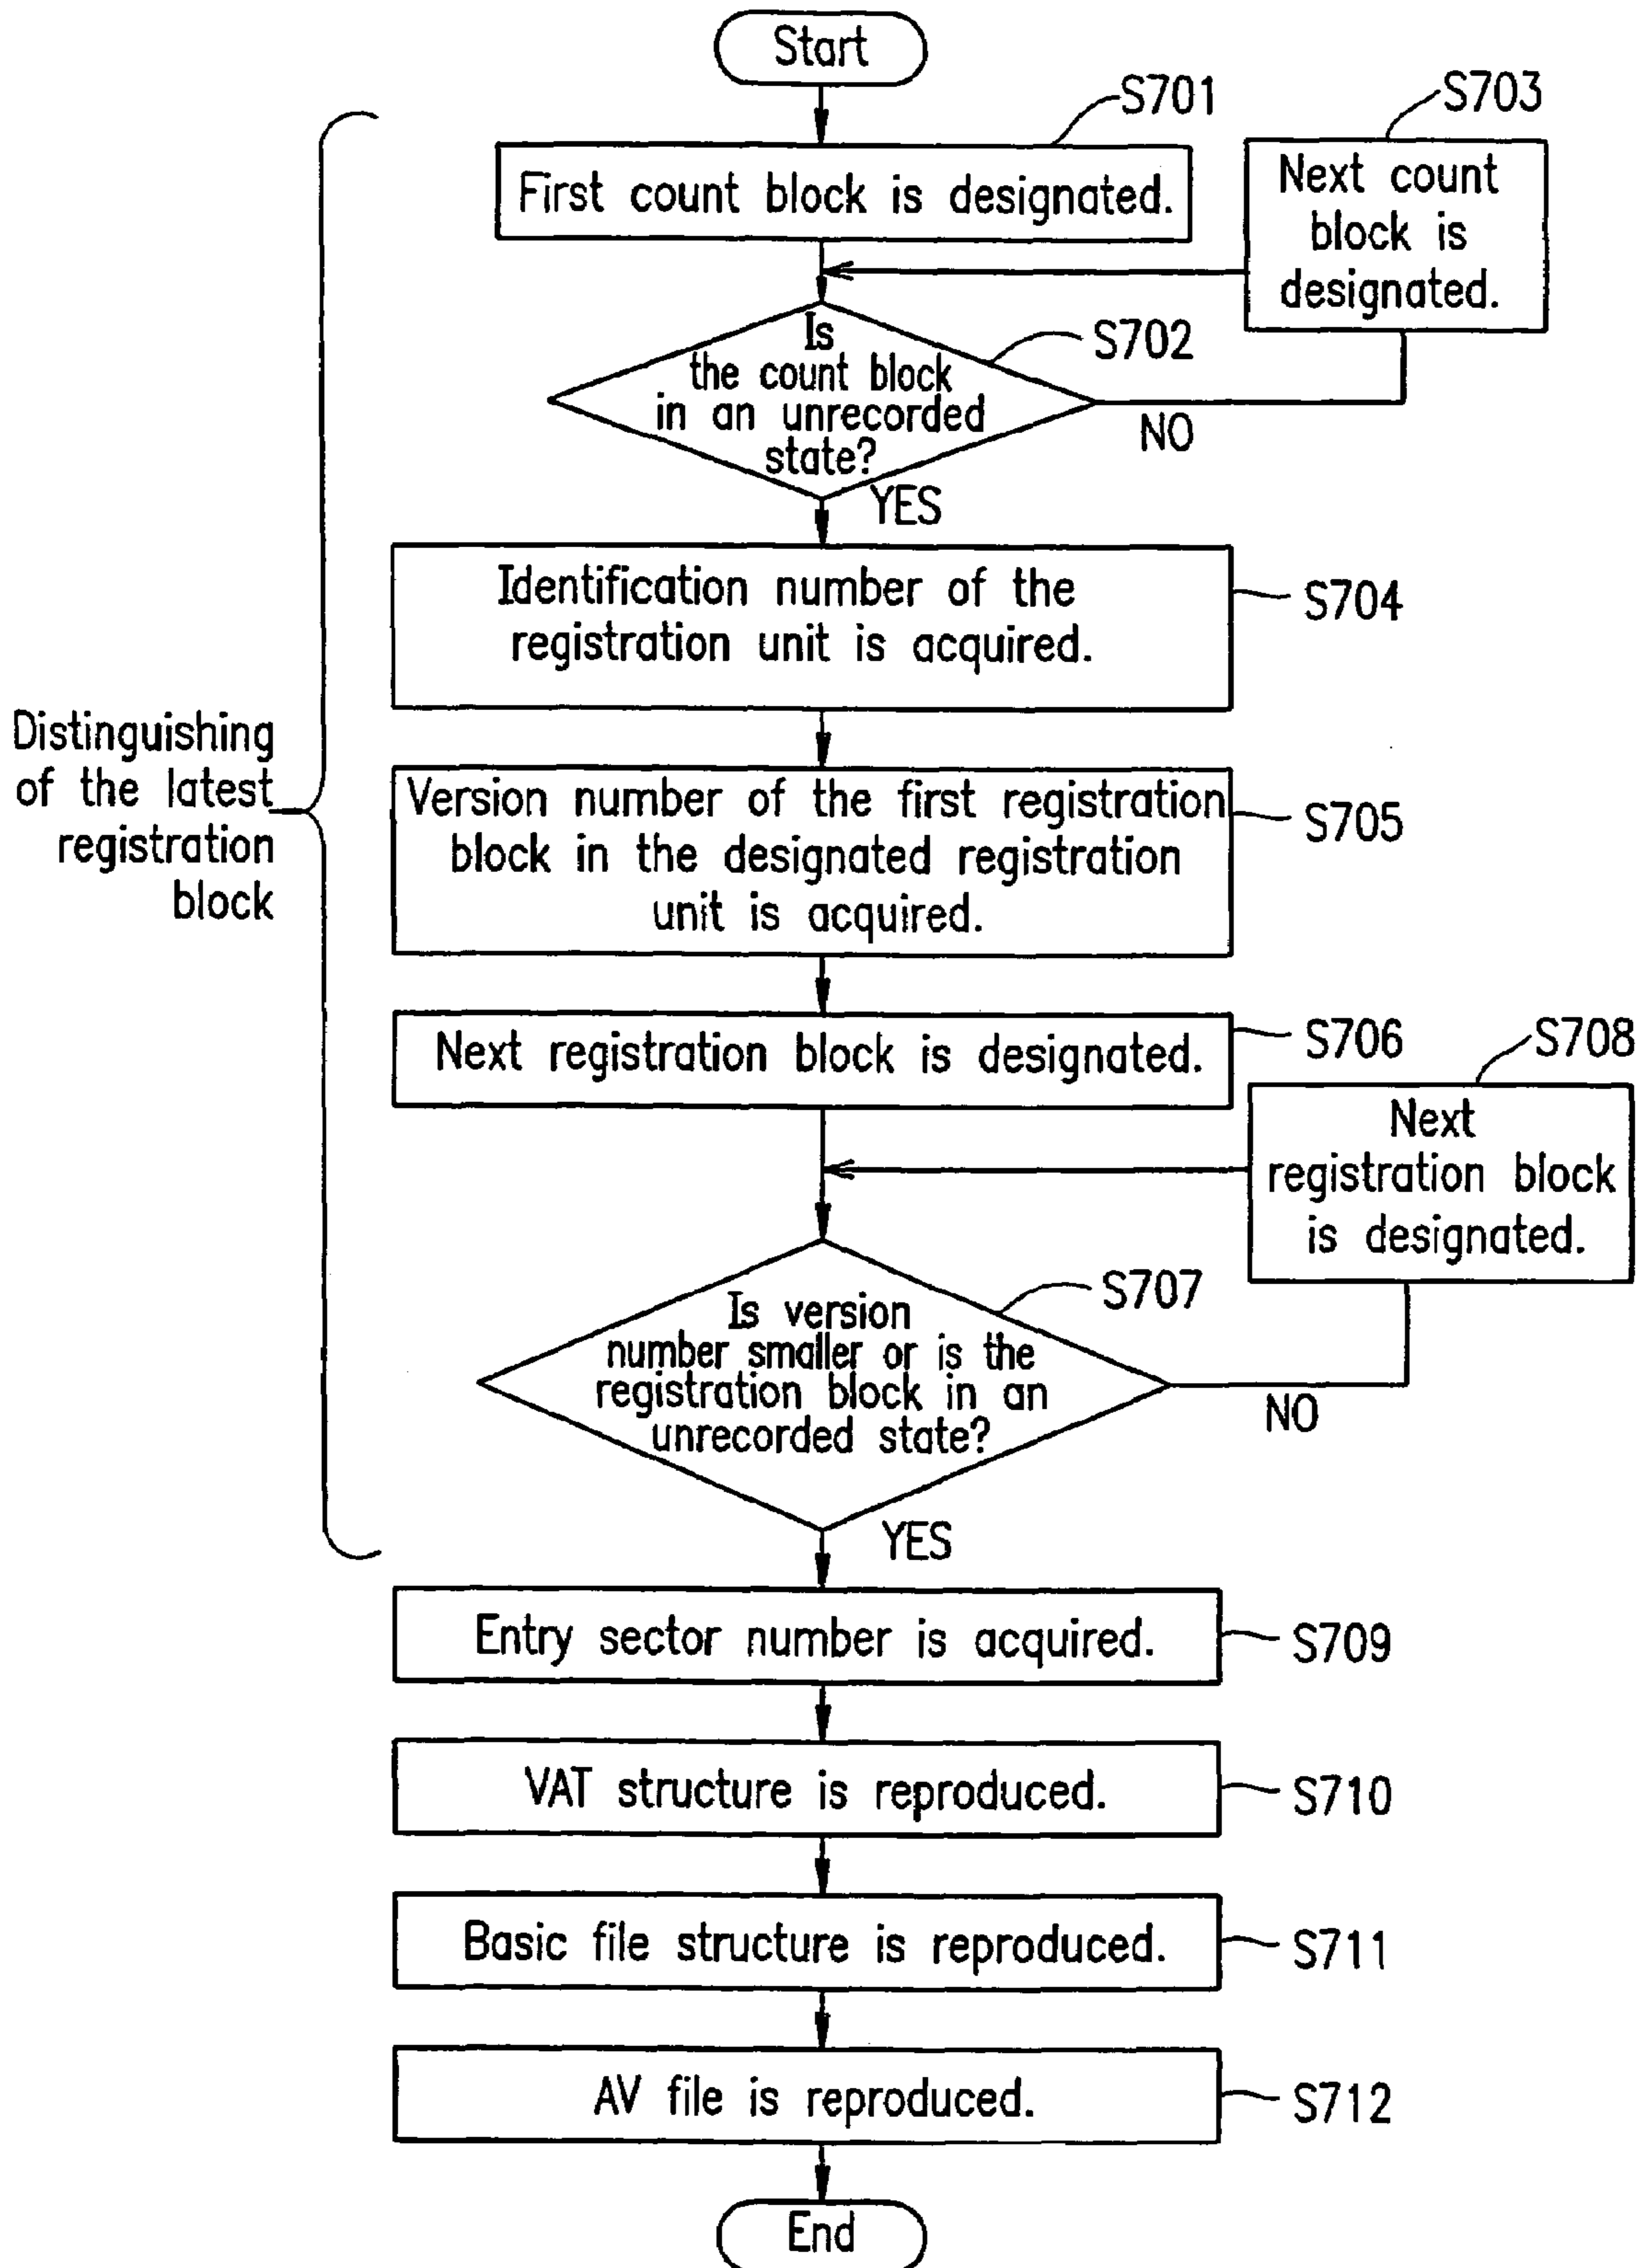 Start
S701
First count block is designated.
S703
Next count
block is
designated.
Is
the count block
in an unrecorded
state?
S702
NO
YES
Identification number of the
registration unit is acquired.
S704
Distinguishing
of the latest
registration
block
Version number of the first registration
block in the designated registration
unit is acquired.
S705
Next registration block is designated.
S706
S708
Next
registration block
is designated.
Is version
number smaller or is the
registration block in an
unrecorded state?
S707
NO
YES
Entry sector number is acquired.
S709
VAT structure is reproduced.
S710
Basic file structure is reproduced.
S711
AV file is reproduced.
S712
End